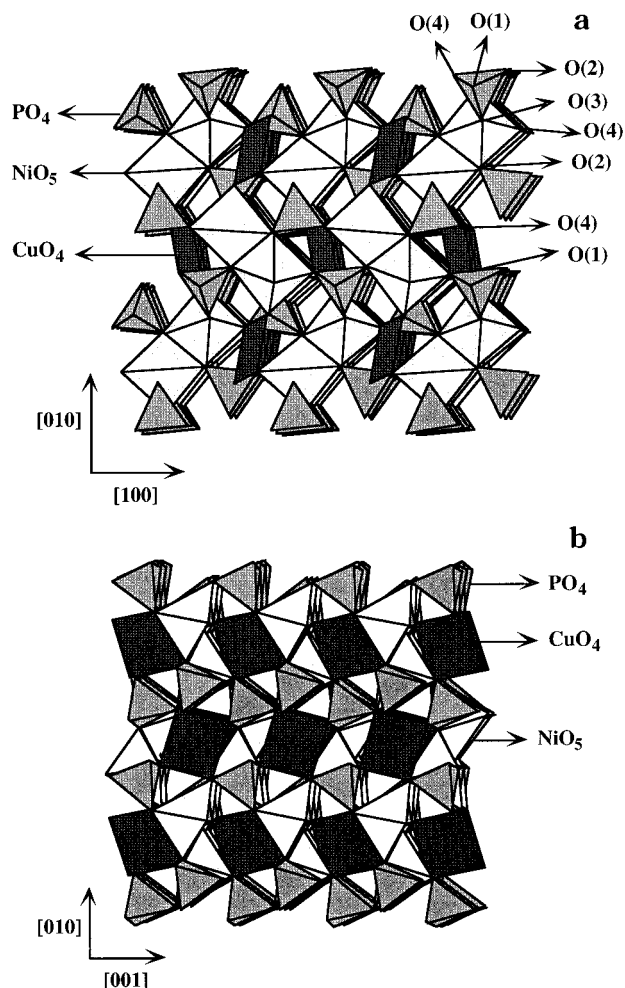 a
O(4)
O(1)
O(2)
PO4
O(3)
O(4)
NiO5
O(2)
O(4)
CuO4
O(1)
[010]
[100]
b
PO4
CuO4
NiO5
[010]
[001]